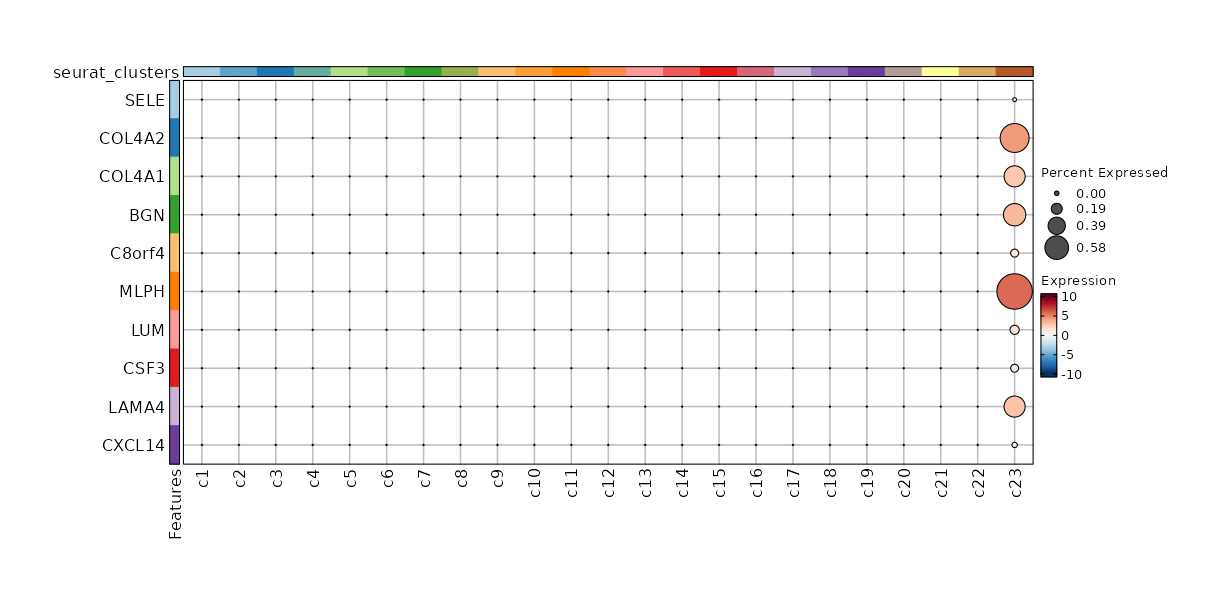 seurat_clusters
SELE
COL4A2
COL4A1
BGN
C8orf4
MLPH
LUM
CSF3
LAMA4
CXCL14
Features
c1
c2
c3
c4
c5
c6
c7
c8
c9
c10
c11
c12
c13
c14
c15
c16
c17
c18
c19
c20
c21
c22
c23
Percent Expressed
0.00
0.19
0.39
0.58
Expression
10
5
0
-5
-10